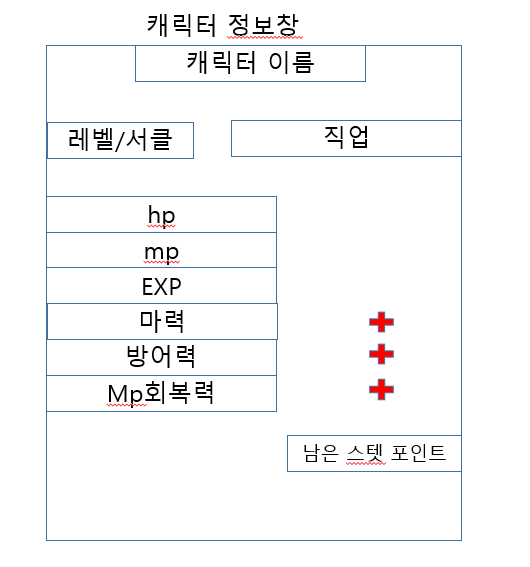 캐릭터 정보창
캐릭터 이름
레벨/서클
직업
hp
mp
EXP
마력
방어력
Mp회복력
남은 스텟 포인트